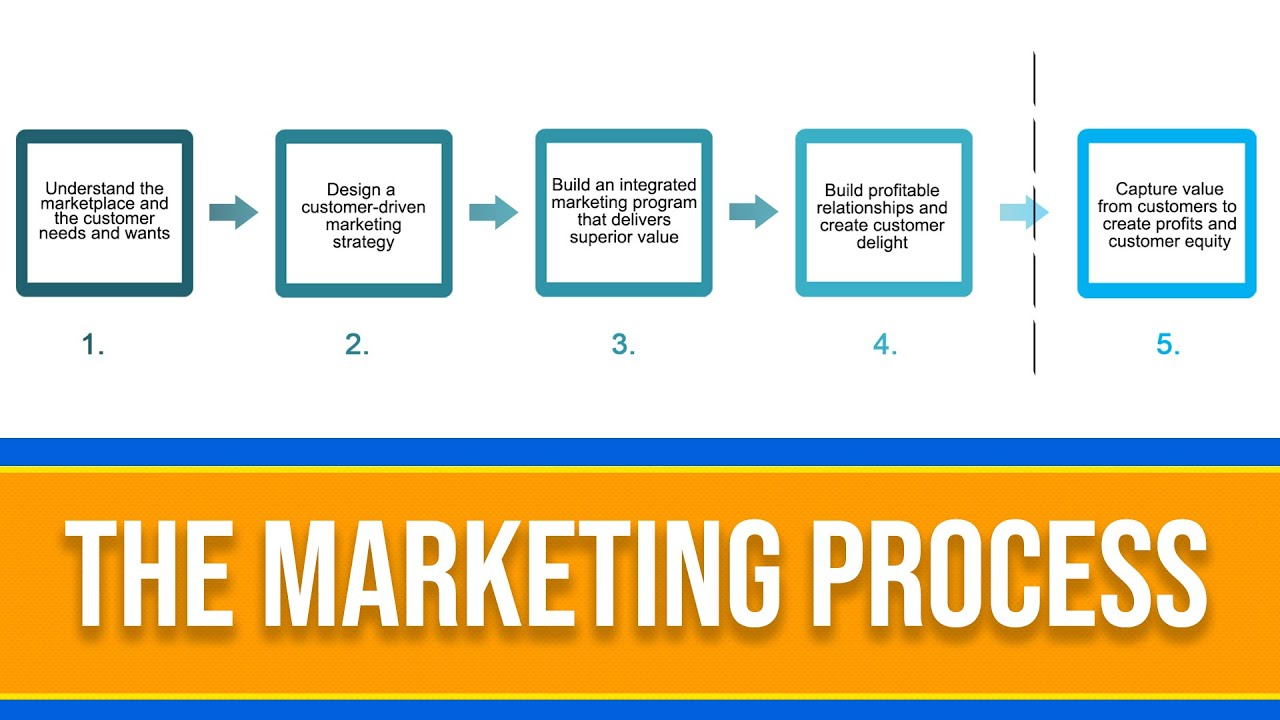 Understand the
marketplace and
the customer
needs and wants
Design a
customer-driven
marketing
strategy
Build an integrated
marketing program
that delivers
superior value
Build profitable
relationships and
create customer
delight
Capture value
from customers to
create profits and
customer equity
1.
2.
3.
4.
5.
THE MARKETING PROCESS